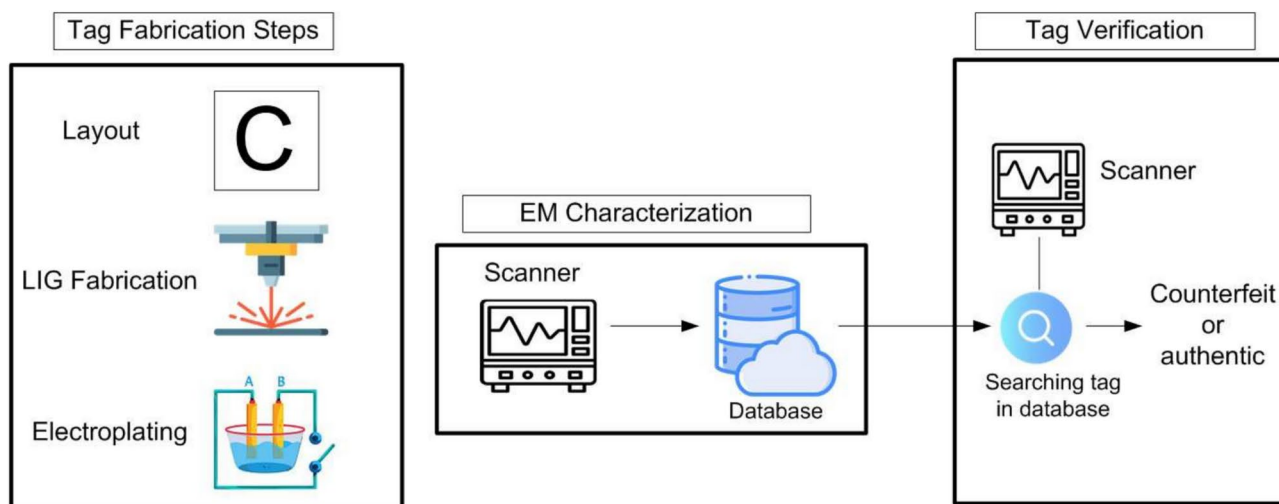 Tag Fabrication Steps
Layout
C
LIG Fabrication
Electroplating
A B
EM Characterization
Scanner
Database
Tag Verification
Scanner
Searching tag
in database
Counterfeit
or
authentic